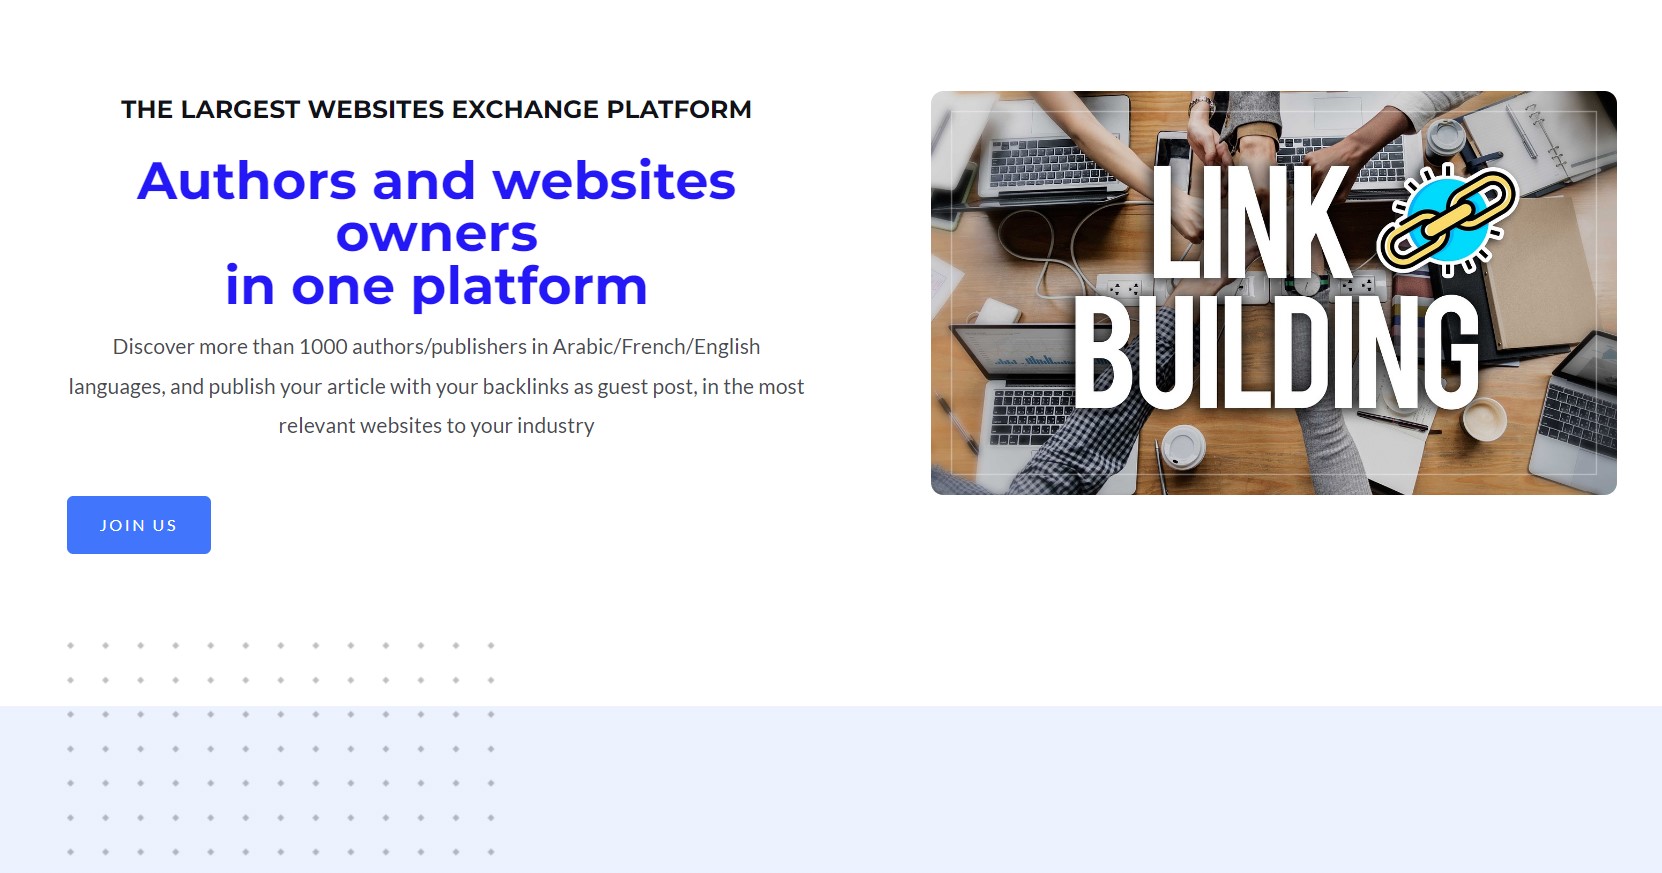 THE LARGEST WEBSITES EXCHANGE PLATFORM
Authors and websites
owners
in one platform
Discover more than 1000 authors/publishers in Arabic/French/English
languages, and publish your article with your backlinks as guest post, in the most
relevant websites to your industry
JOIN US
LINK
BUILDING